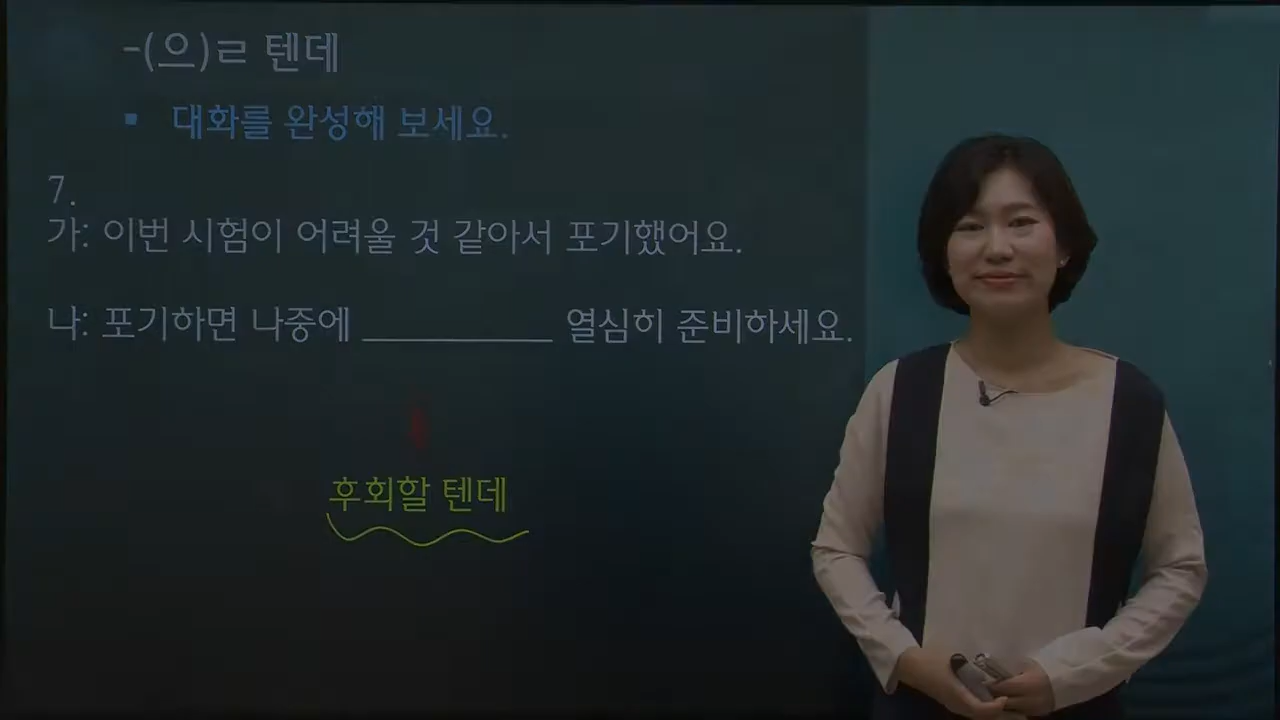 -(으)ㄹ 텐데
▪ 대화를 완성해 보세요.
7.
가: 이번 시험이 어려울 것 같아서 포기했어요.
나: 포기하면 나중에 __________ 열심히 준비하세요.
후회할 텐데